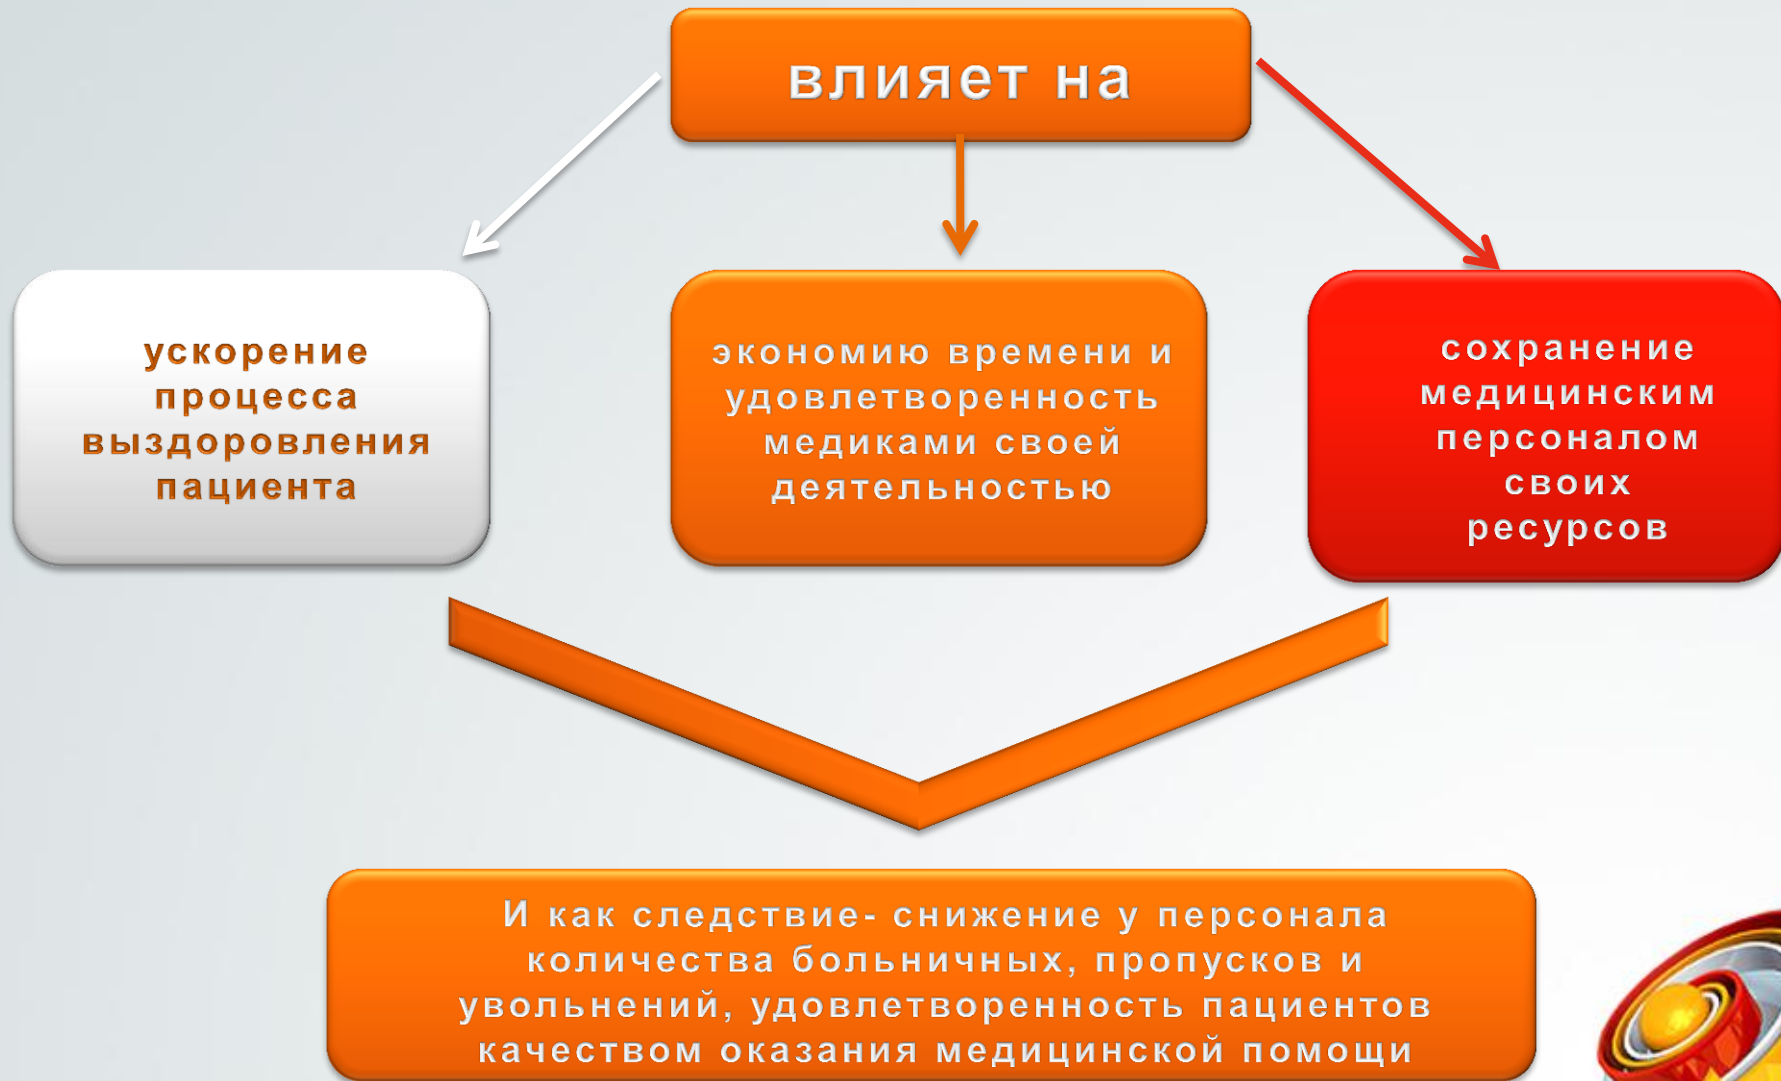 влияет на
ускорение
процесса
выздоровления
пациента
экономию времени и
удовлетворенность
медиками своей
деятельностью
сохранение
медицинским
персоналом
своих
ресурсов
И как следствие- снижение у персонала
количества больничных, пропусков и
увольнений, удовлетворенность пациентов
качеством оказания медицинской помощи